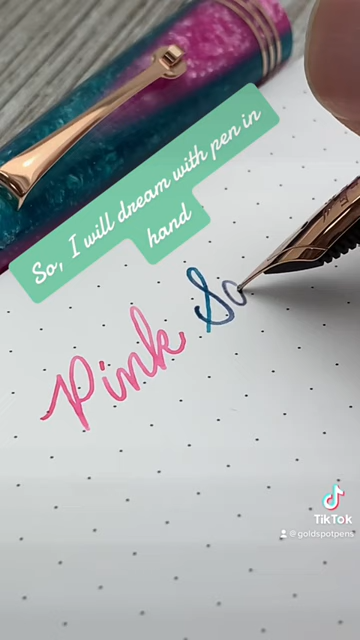 So, I will dream with pen in
hand
Pink So
TikTok
@goldspotpens